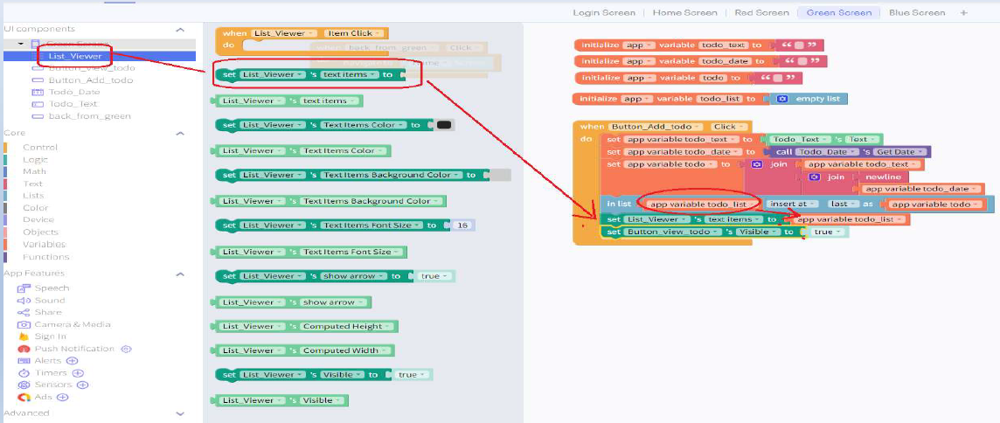 Login Screen | Home Screen | Red Screen | Green Screen | Blue Screen +
UI components
List_Viewer
Button_View_todo
Button_Add_todo
Todo_Date
Todo_Text
back_from_green
Core
Control
Logic
Math
Text
Lists
Color
Device
Objects
Variables
Functions
App Features
Speech
Sound
Share
Camera & Media
Sign In
Push Notification
Alerts
Timers
Sensors
Ads
Advanced
when List_Viewer Item Click
do
back_from_green Click
set List_Viewer 's text items to
List_Viewer 's text items
set List_Viewer 's Text Items Color to
List_Viewer 's Text Items Color
set List_Viewer 's Text Items Background Color to
List_Viewer 's Text Items Background Color
set List_Viewer 's Text Items Font Size to 16
List_Viewer 's Text Items Font Size
set List_Viewer 's show arrow to true
List_Viewer 's show arrow
List_Viewer 's Computed Height
List_Viewer 's Computed Width
set List_Viewer 's Visible to true
List_Viewer 's Visible
initialize app variable todo_text to “ ”
initialize app variable todo_date to “ ”
initialize app variable todo to “ ”
initialize app variable todo_list to empty list
when Button_Add_todo Click
do set app variable todo_text to Todo_Text 's Text
set app variable todo_date to call Todo_Date 's Get Date
set app variable todo to join app variable todo_text
join newline
app variable todo_date
in list app variable todo_list insert at last as app variable todo
set List_Viewer 's text items to app variable todo_list
set Button_view_todo 's Visible to true